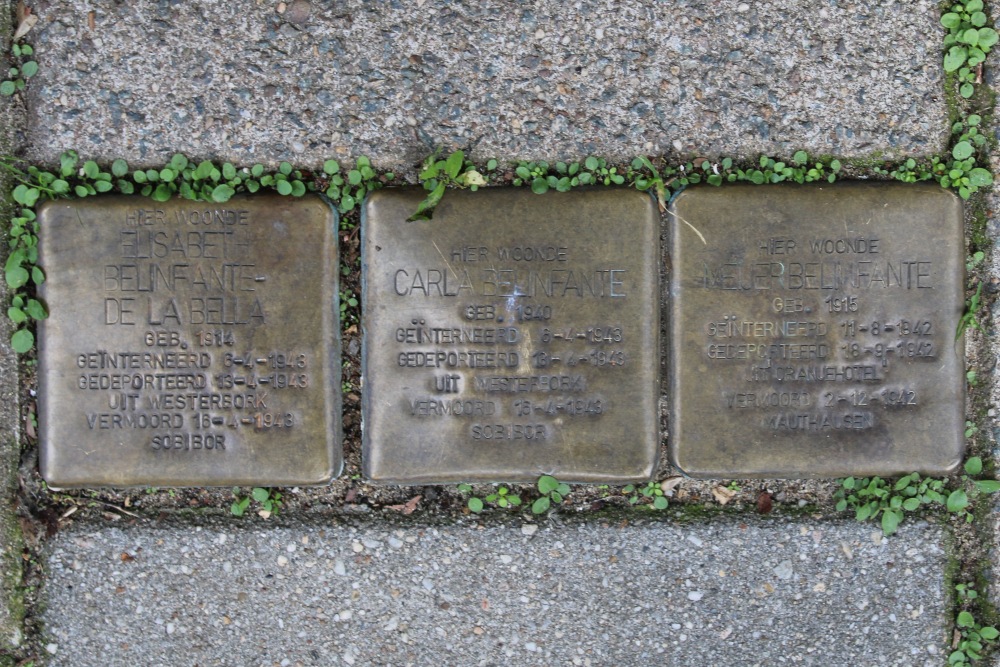 HIER WOONDE
ELISABETH
BELINFANTE-
DE LA BELLA
GEB. 1914
GEÏNTERNEERD 6-4-1943
GEDEPORTEERD 13-4-1943
UIT WESTERBORK
VERMOORD 16-4-1943
SOBIBOR
HIER WOONDE
CARLA BELINFANTE
GEB. 1940
GEÏNTERNEERD 6-4-1943
GEDEPORTEERD 13-4-1943
UIT WESTERBORK
VERMOORD 16-4-1943
SOBIBOR
HIER WOONDE
MEIJER BELINFANTE
GEB. 1915
GEÏNTERNEERD 11-8-1942
GEDEPORTEERD 18-9-1942
UIT "ORANJEHOTEL"
VERMOORD 2-12-1942
MAUTHAUSEN